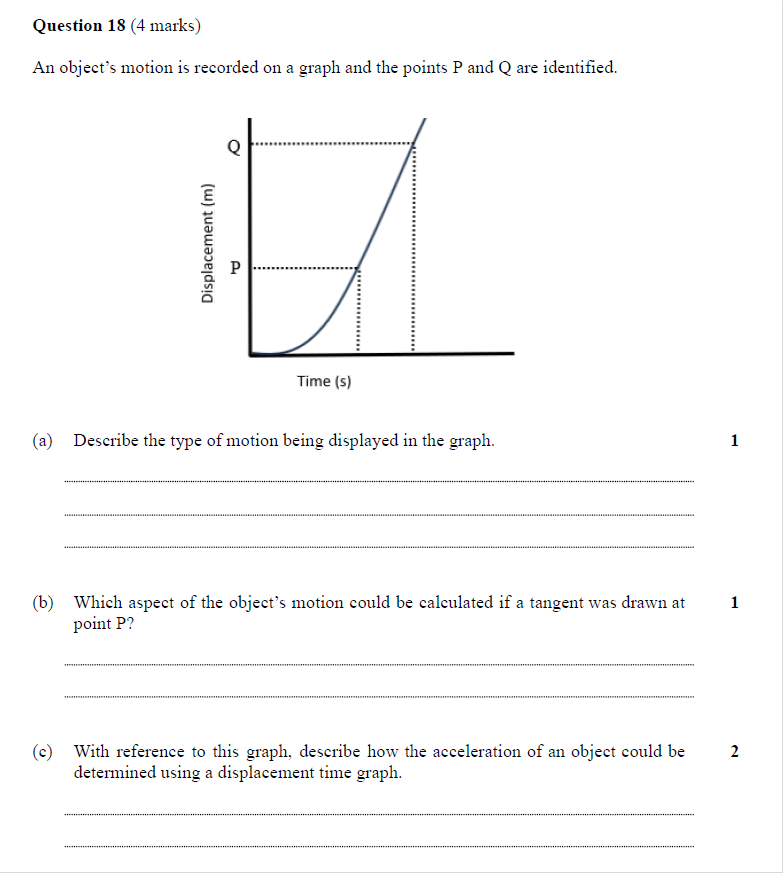 Question 18 (4 marks)
An object’s motion is recorded on a graph and the points P and Q are identified.
Q
Displacement (m)
P
Time (s)
(a) Describe the type of motion being displayed in the graph. 1
(b) Which aspect of the object’s motion could be calculated if a tangent was drawn at 1
point P?
(c) With reference to this graph, describe how the acceleration of an object could be 2
determined using a displacement time graph.